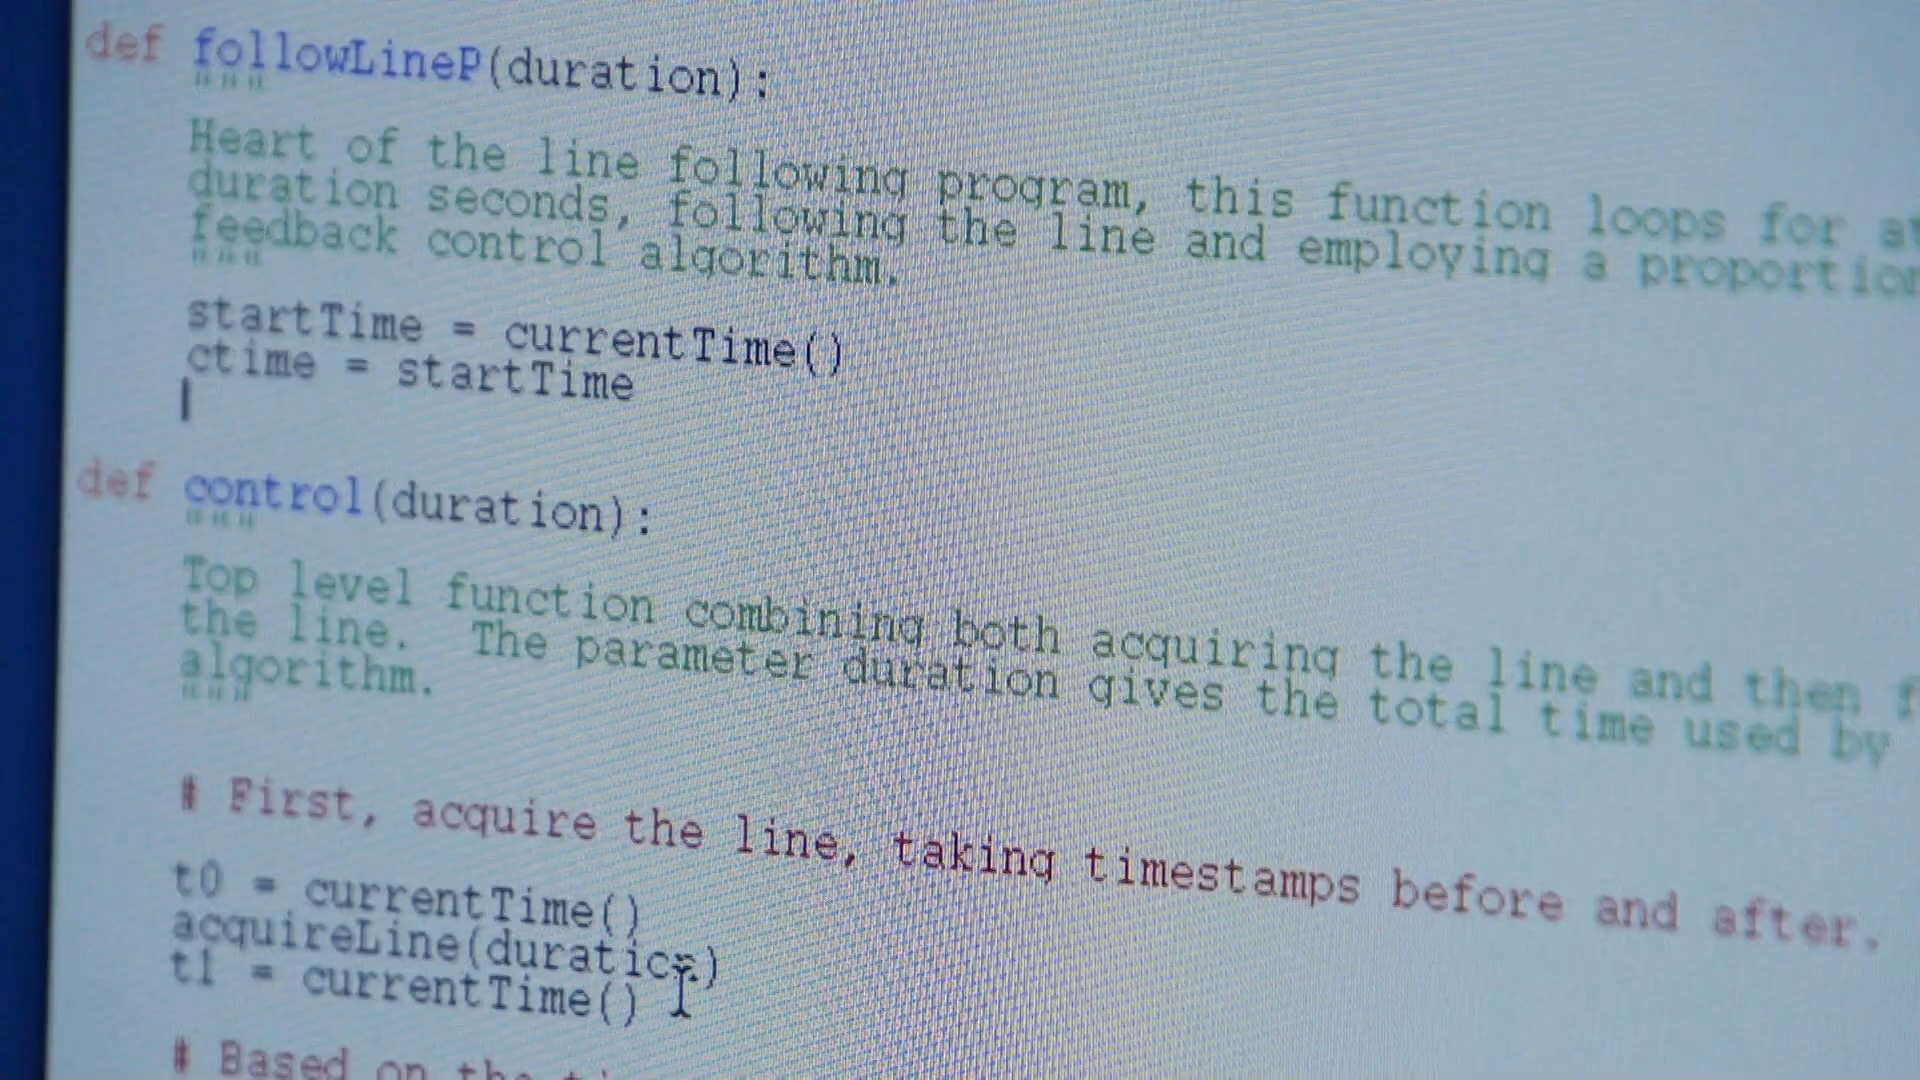 def followLineP(duration):
"""
Heart of the line following program, this function loops for
duration seconds, following the line and employing a
feedback control algorithm.
"""
startTime = currentTime()
ctime = startTime
def control(duration):
"""
Top level function combining both acquiring the line and then
the line.  The parameter duration gives the total time used by
algorithm.
"""
# First, acquire the line, taking timestamps before and after.
t0 = currentTime()
acquireLine(duration)
t1 = currentTime()
# Based on the